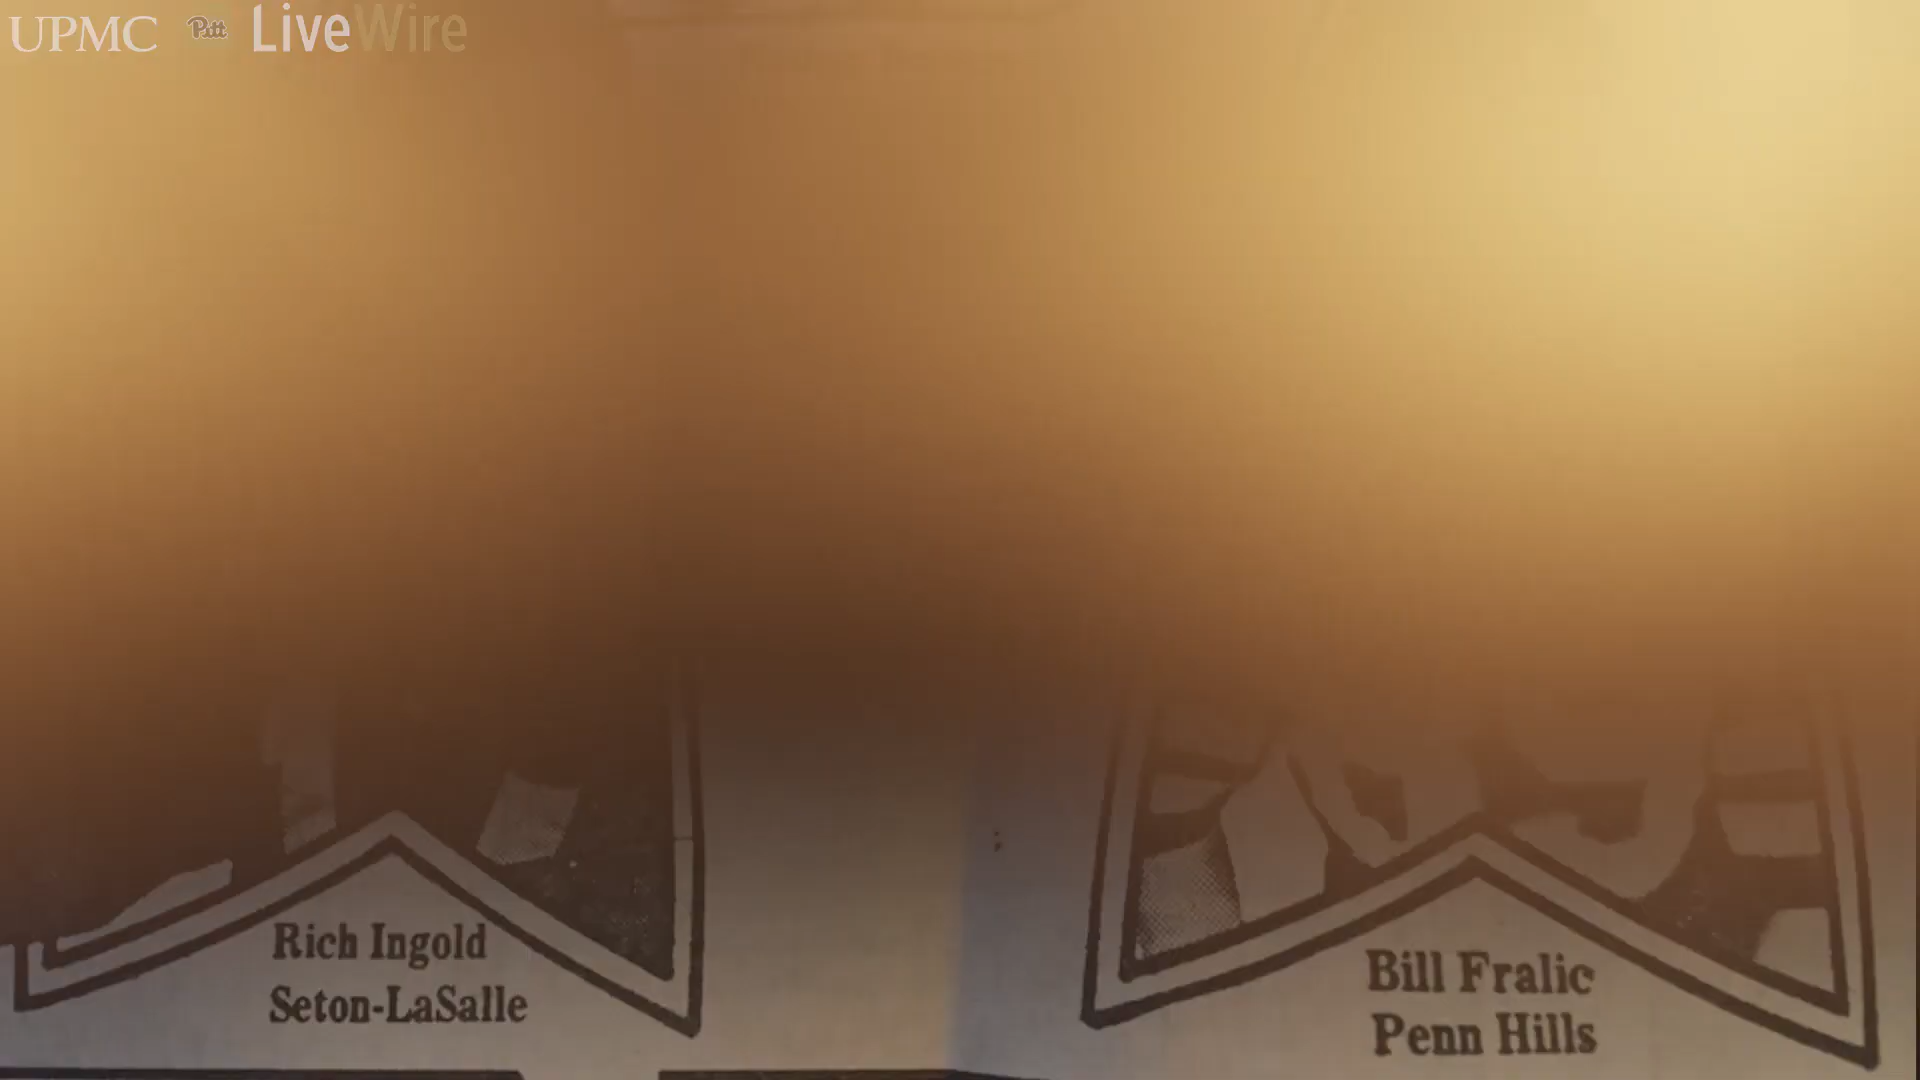 UPMC Pitt LiveWire
Rich Ingold
Seton-LaSalle
Bill Fralic
Penn Hills